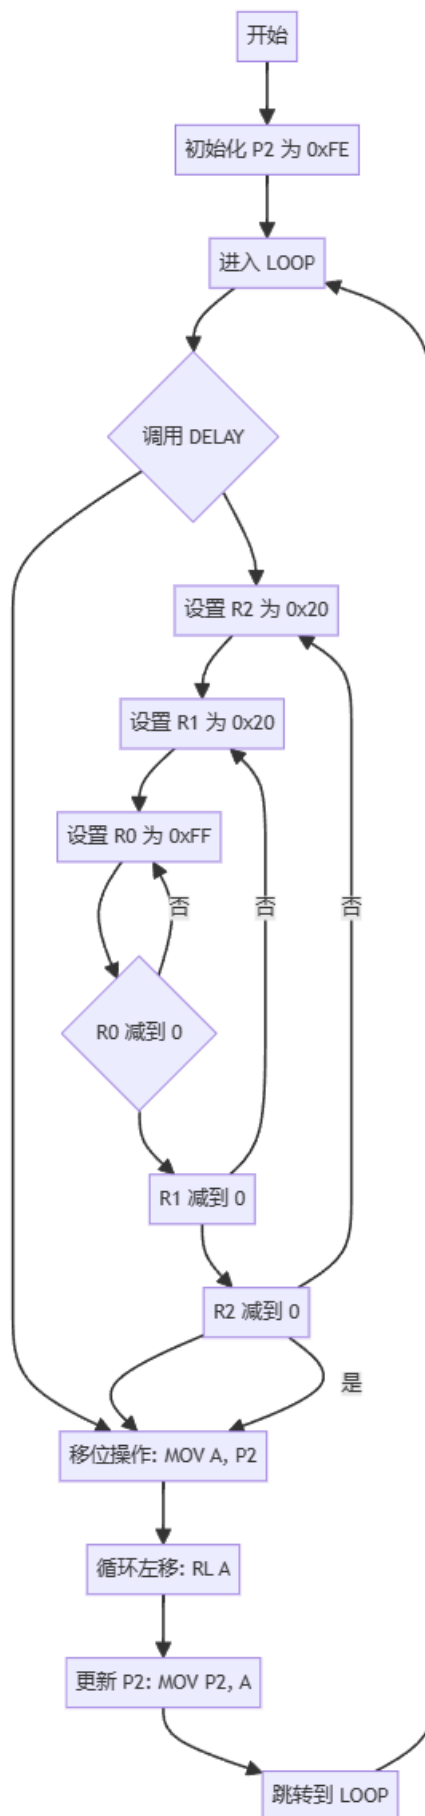 开始
初始化 P2 为 0xFE
进入 LOOP
调用 DELAY
设置 R2 为 0x20
设置 R1 为 0x20
设置 R0 为 0xFF
否
否
否
R0 减到 0
R1 减到 0
R2 减到 0
是
移位操作: MOV A, P2
循环左移: RL A
更新 P2: MOV P2, A
跳转到 LOOP